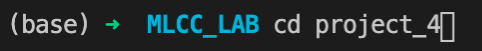 (base) ➜ MLCC_LAB cd project_4